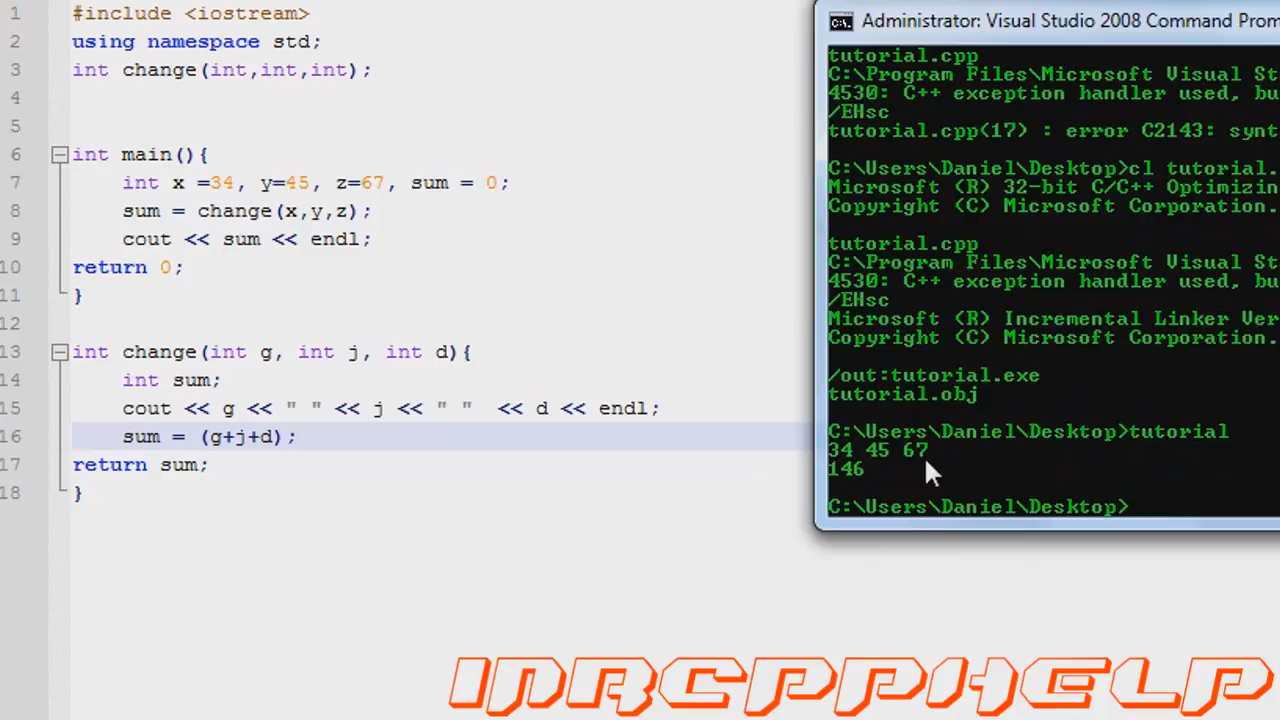 1 #include <iostream>
2 using namespace std;
3 int change(int,int,int);
4
5
6 int main(){
7 int x =34, y=45, z=67, sum = 0;
8 sum = change(x,y,z);
9 cout << sum << endl;
10 return 0;
11 }
12
13 int change(int g, int j, int d){
14 int sum;
15 cout << g << " " << j << " "  << d << endl;
16 sum = (g+j+d);
17 return sum;
18 }
Administrator: Visual Studio 2008 Command Prom
tutorial.cpp
C:\Program Files\Microsoft Visual St
4530: C++ exception handler used, bu
/EHsc
tutorial.cpp(17) : error C2143: synt
C:\Users\Daniel\Desktop>cl tutorial.
Microsoft (R) 32-bit C/C++ Optimizin
Copyright (C) Microsoft Corporation.
tutorial.cpp
C:\Program Files\Microsoft Visual St
4530: C++ exception handler used, bu
/EHsc
Microsoft (R) Incremental Linker Ver
Copyright (C) Microsoft Corporation.
/out:tutorial.exe
tutorial.obj
C:\Users\Daniel\Desktop>tutorial
34 45 67
146
C:\Users\Daniel\Desktop>
INRCPPHELP